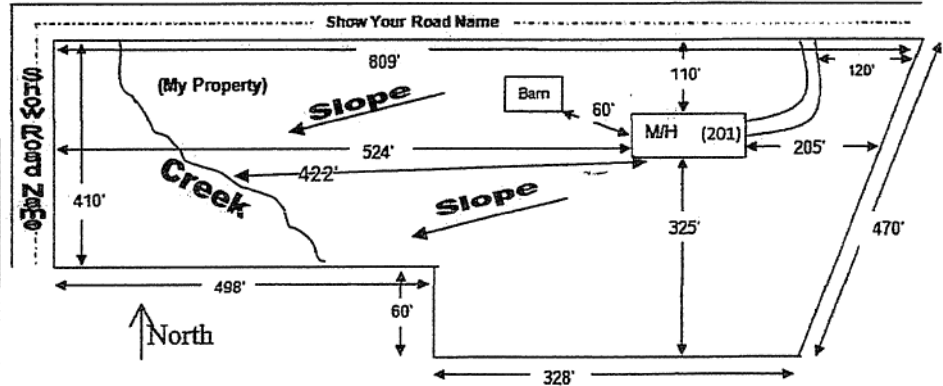 Show Your Road Name
Show Road Name
809'
110'
120'
(My Property)
Slope
Barn
60'
M/H (201)
524'
205'
422'
Creek
410'
Slope
325'
470'
498'
60'
North
328'